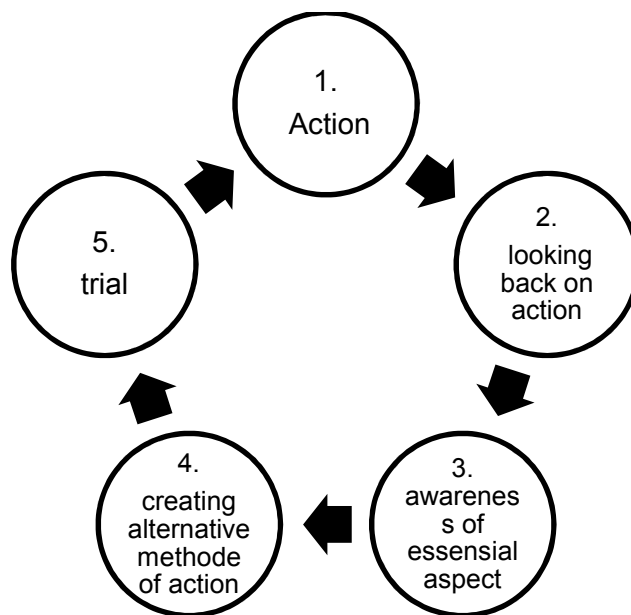 1.
Action
2.
looking
back on
action
3.
awarenes
s of
essensial
aspect
4.
creating
alternative
methode
of action
5.
trial